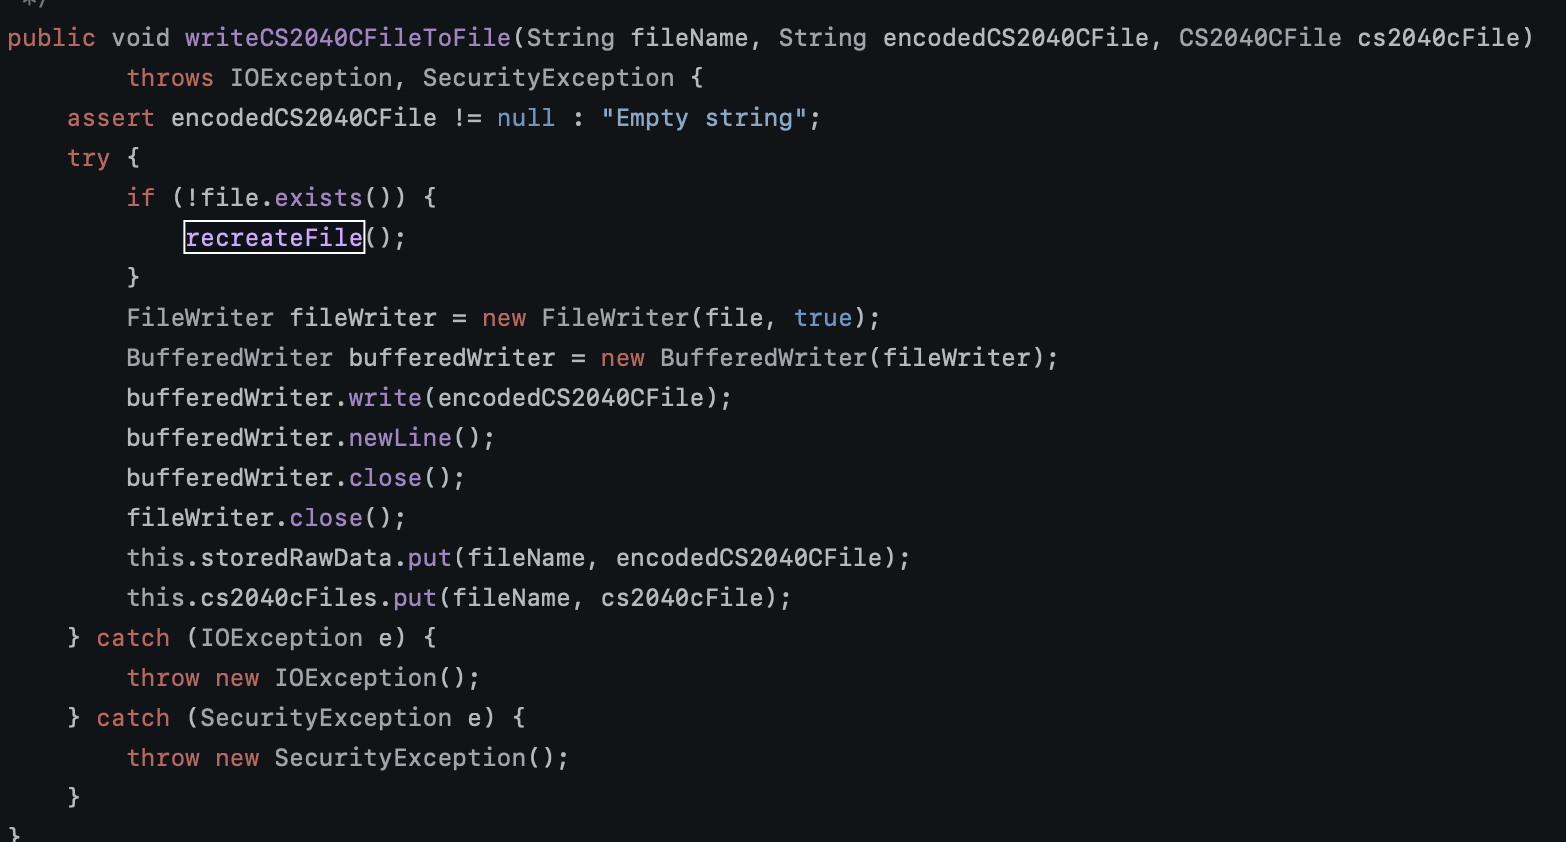 */
public void writeCS2040CFileToFile(String fileName, String encodedCS2040CFile, CS2040CFile cs2040cFile)
        throws IOException, SecurityException {
    assert encodedCS2040CFile != null : "Empty string";
    try {
        if (!file.exists()) {
            recreateFile();
        }
        FileWriter fileWriter = new FileWriter(file, true);
        BufferedWriter bufferedWriter = new BufferedWriter(fileWriter);
        bufferedWriter.write(encodedCS2040CFile);
        bufferedWriter.newLine();
        bufferedWriter.close();
        fileWriter.close();
        this.storedRawData.put(fileName, encodedCS2040CFile);
        this.cs2040cFiles.put(fileName, cs2040cFile);
    } catch (IOException e) {
        throw new IOException();
    } catch (SecurityException e) {
        throw new SecurityException();
    }
}